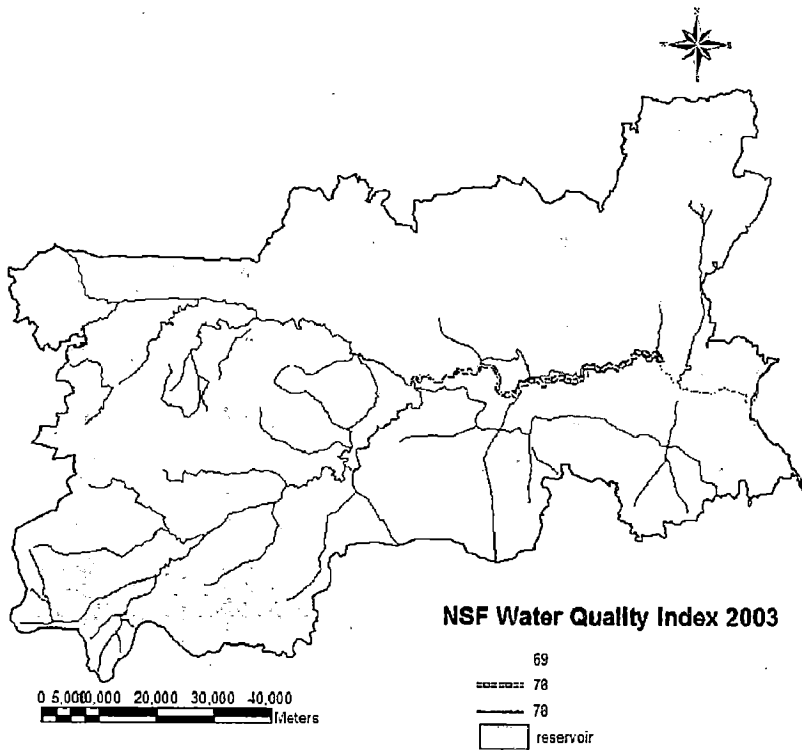 NSF Water Quality Index 2003
69
78
78
reservoir
0 5,000 10,000 20,000 30,000 40,000
Meters